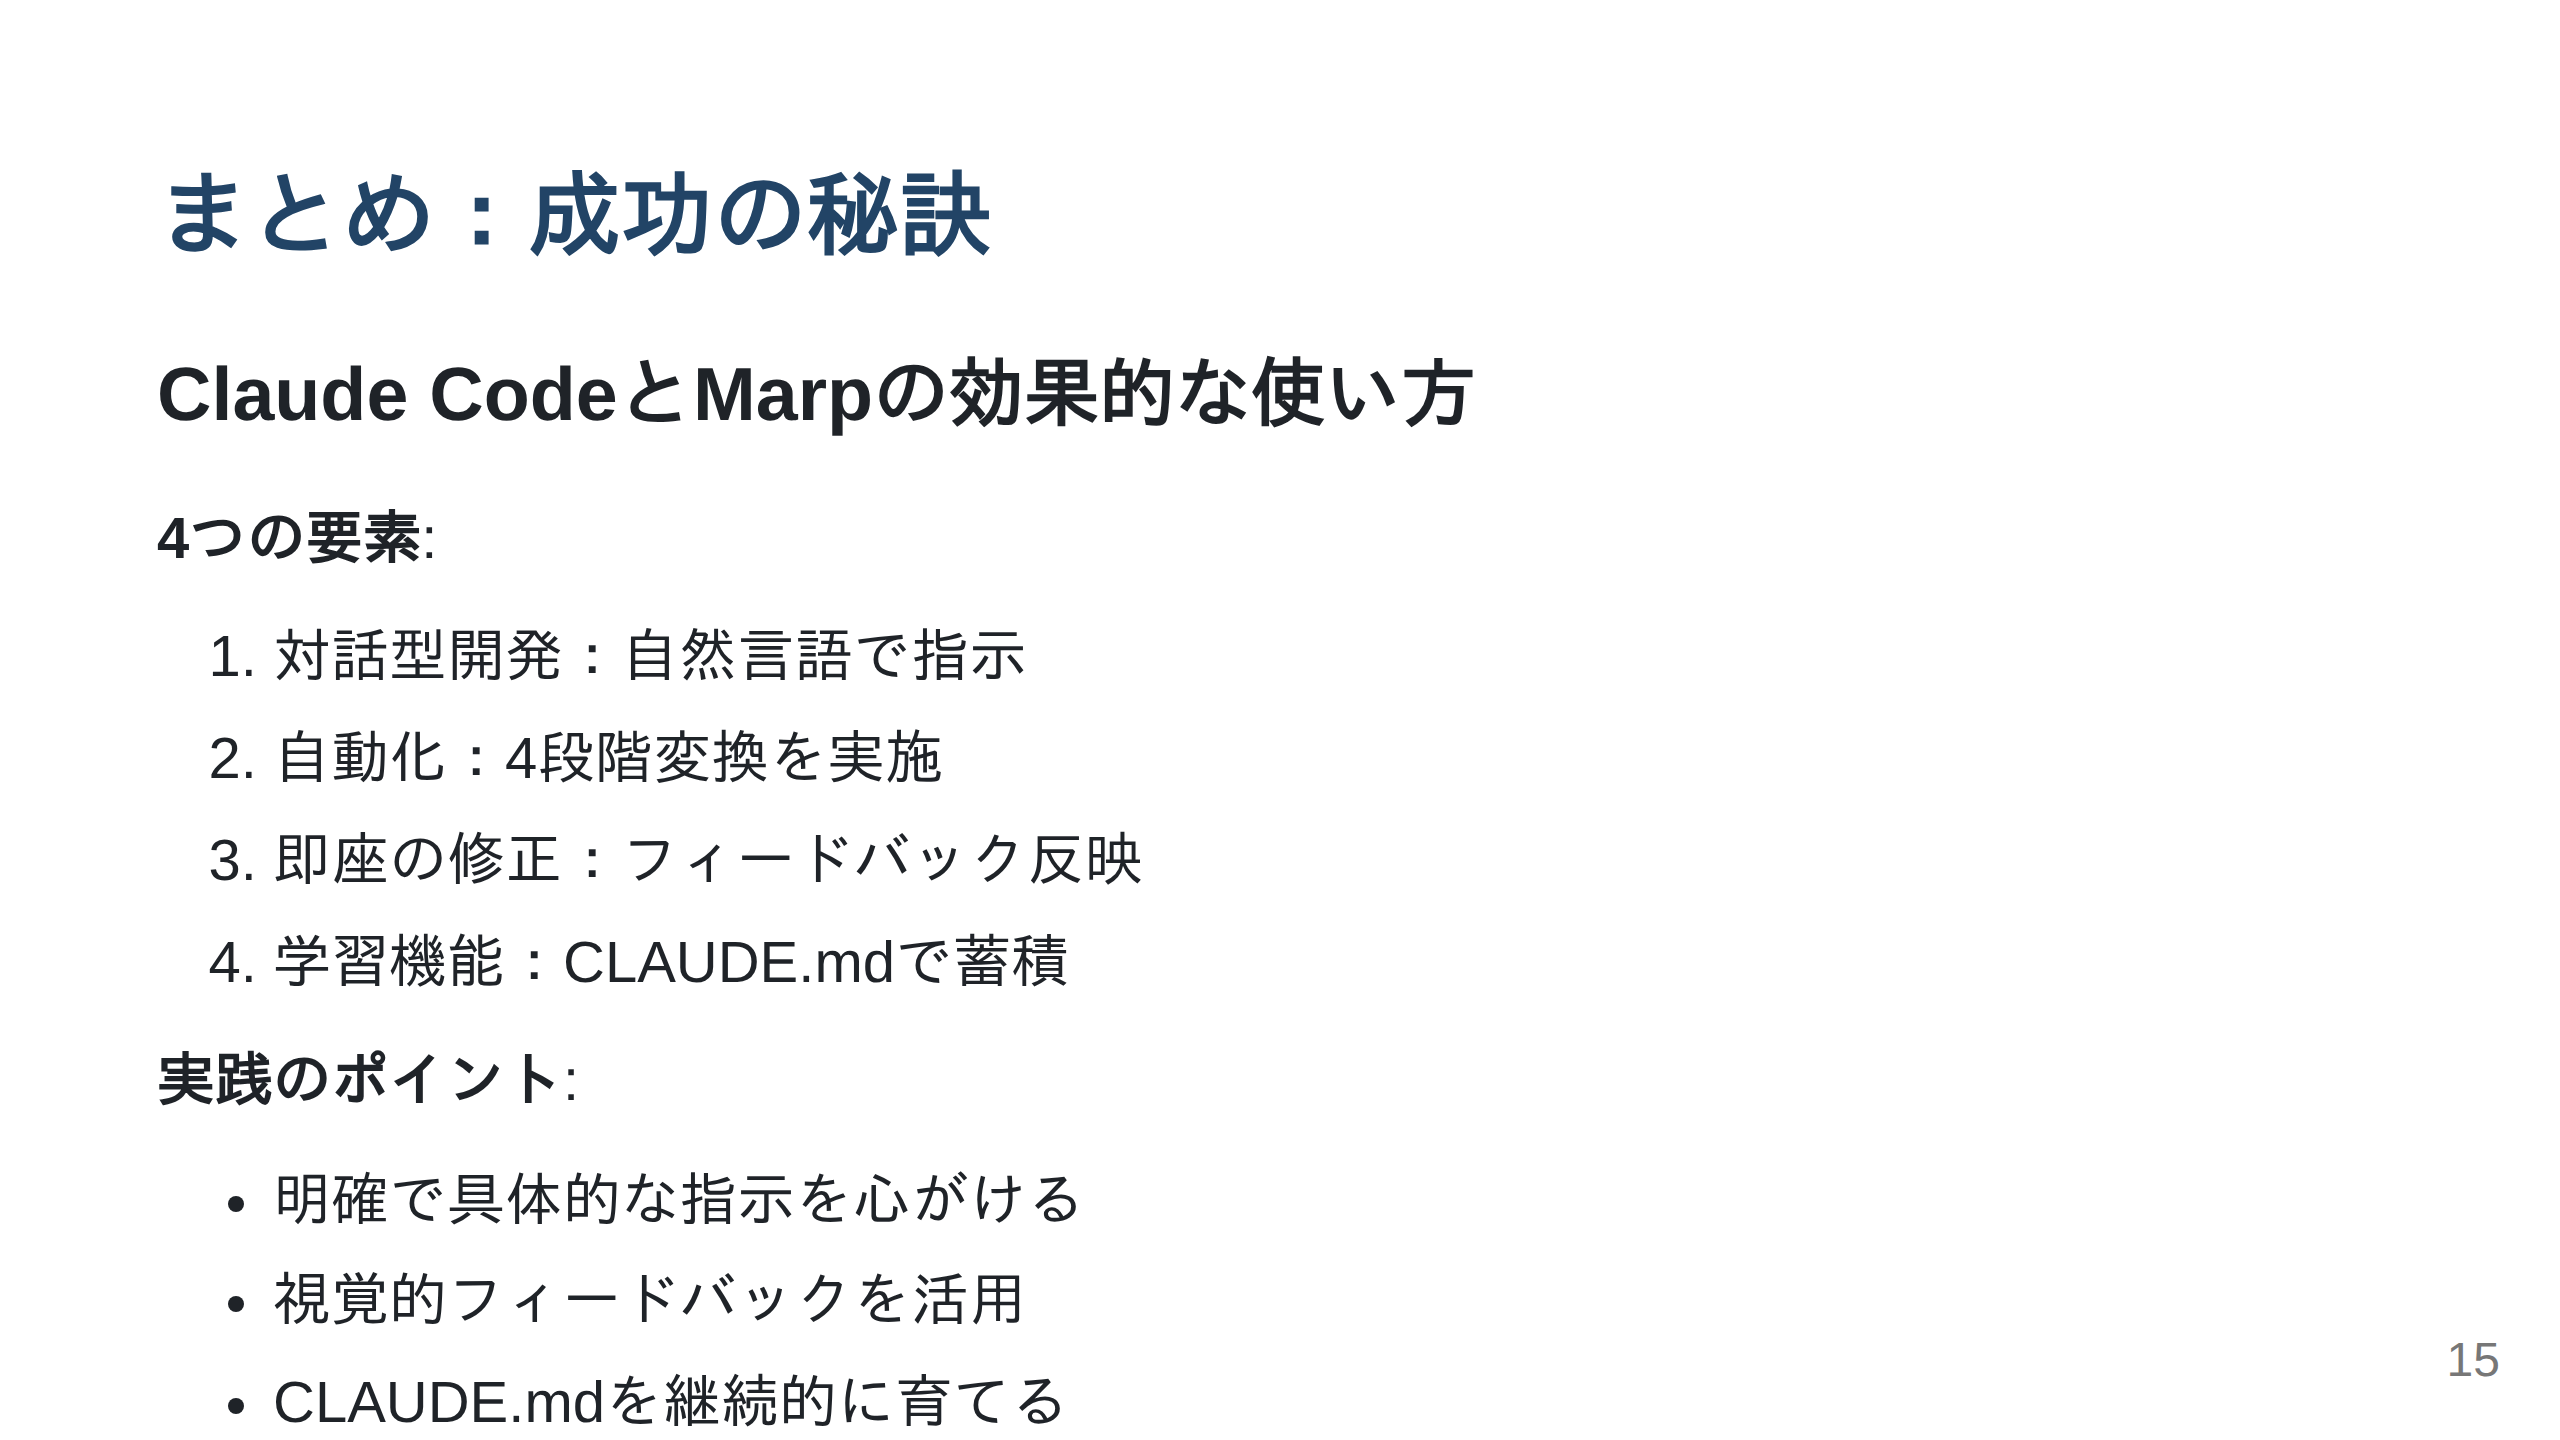 まとめ：成功の秘訣
Claude CodeとMarpの効果的な使い方
4つの要素:
1. 対話型開発：自然言語で指示
2. 自動化：4段階変換を実施
3. 即座の修正：フィードバック反映
4. 学習機能：CLAUDE.mdで蓄積
実践のポイント:
• 明確で具体的な指示を心がける
• 視覚的フィードバックを活用
• CLAUDE.mdを継続的に育てる
15